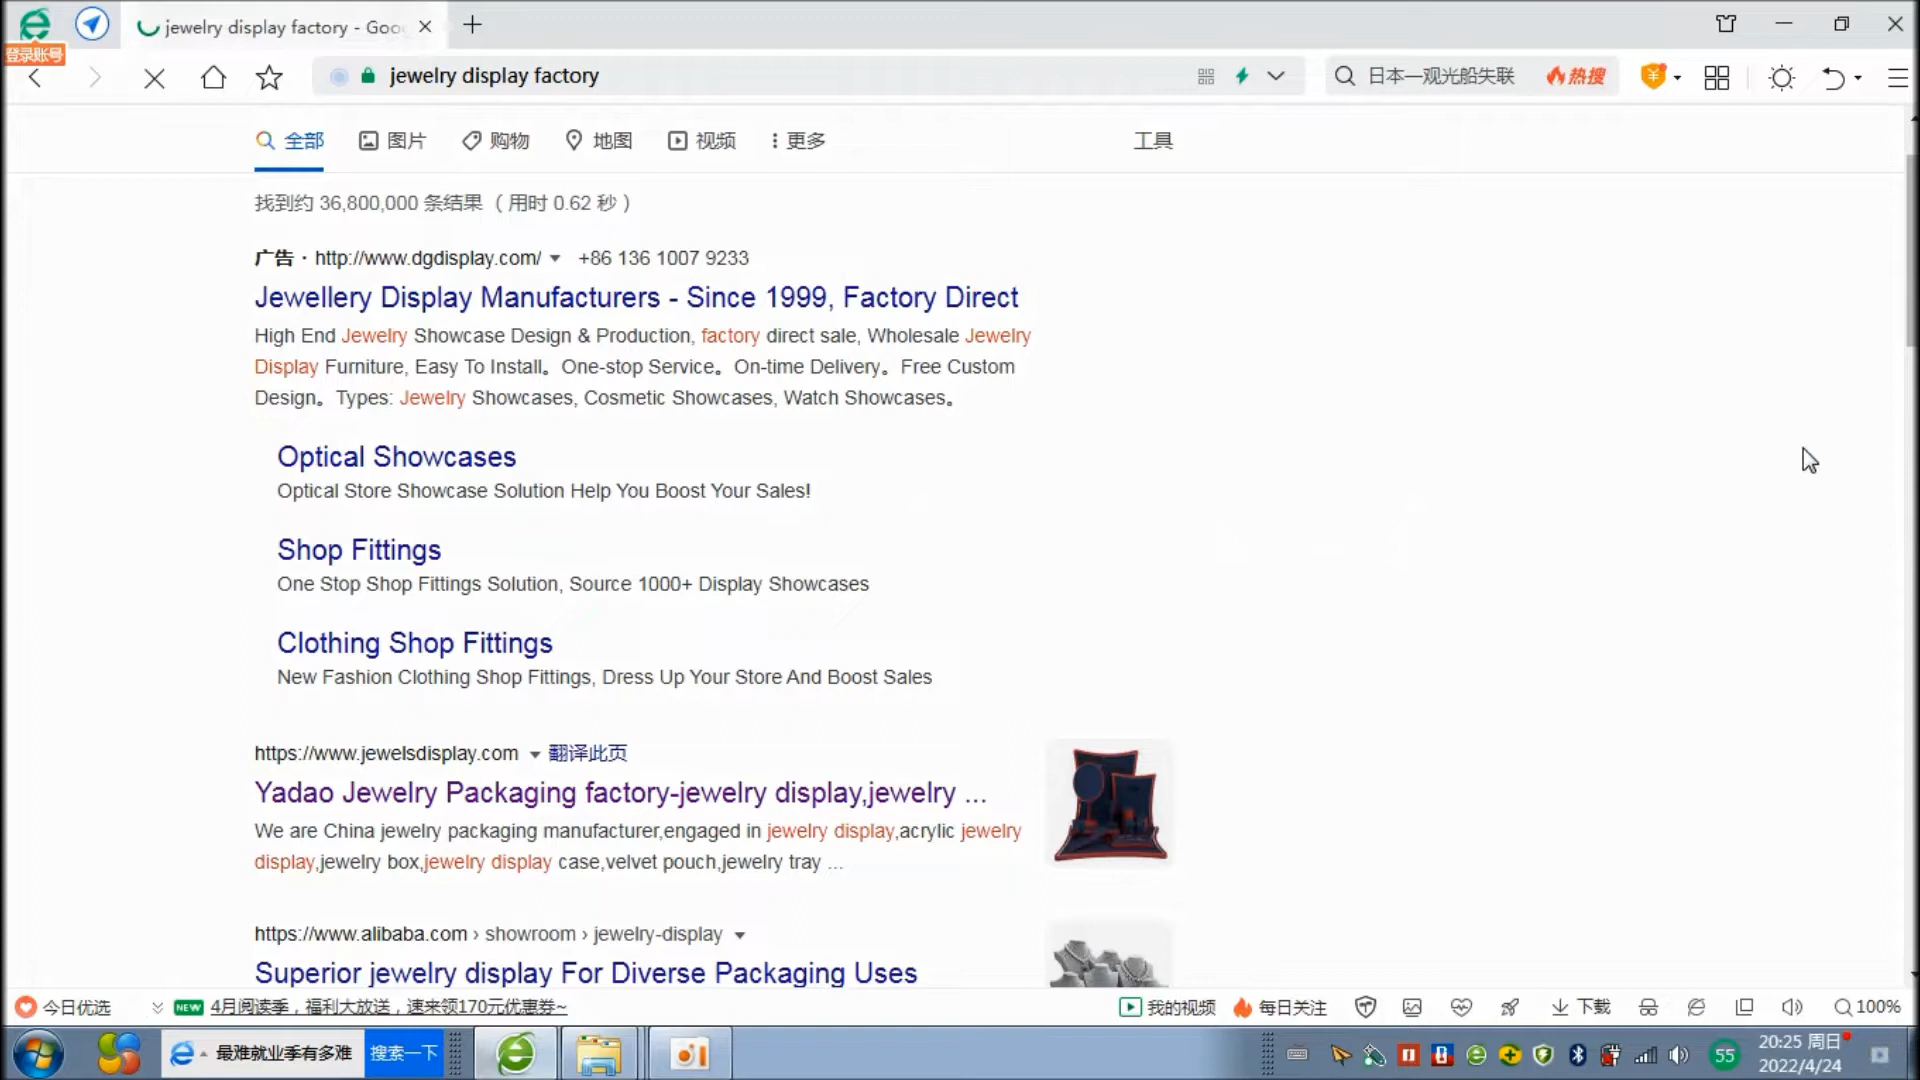 jewelry display factory - Goo
登录账号
jewelry display factory
日本一观光船失联
热搜
全部
图片
购物
地图
视频
更多
工具
找到约 36,800,000 条结果 （用时 0.62 秒）
广告 · http://www.dgdisplay.com/ +86 136 1007 9233
Jewellery Display Manufacturers - Since 1999, Factory Direct
High End Jewelry Showcase Design & Production, factory direct sale, Wholesale Jewelry
Display Furniture, Easy To Install。One-stop Service。On-time Delivery。Free Custom
Design。Types: Jewelry Showcases, Cosmetic Showcases, Watch Showcases。
Optical Showcases
Optical Store Showcase Solution Help You Boost Your Sales!
Shop Fittings
One Stop Shop Fittings Solution, Source 1000+ Display Showcases
Clothing Shop Fittings
New Fashion Clothing Shop Fittings, Dress Up Your Store And Boost Sales
https://www.jewelsdisplay.com 翻译此页
Yadao Jewelry Packaging factory-jewelry display,jewelry ...
We are China jewelry packaging manufacturer,engaged in jewelry display,acrylic jewelry
display,jewelry box,jewelry display case,velvet pouch,jewelry tray ...
https://www.alibaba.com › showroom › jewelry-display
Superior jewelry display For Diverse Packaging Uses
今日优选
NEW
4月阅读季，福利大放送，速来领170元优惠券~
我的视频
每日关注
下载
100%
最难就业季有多难
搜索一下
55
20:25 周日
2022/4/24